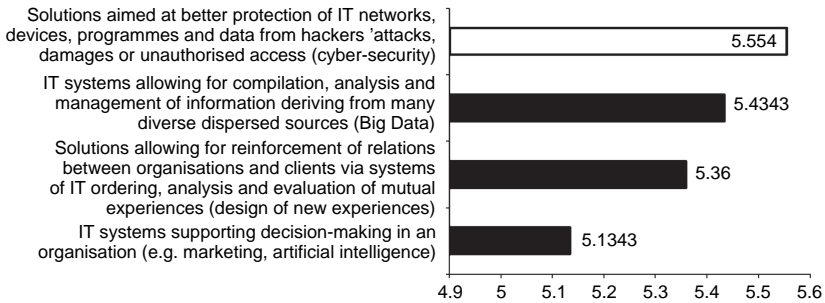 Solutions aimed at better protection of IT networks,
devices, programmes and data from hackers 'attacks,
damages or unauthorised access (cyber-security)
5.554
IT systems allowing for compilation, analysis and
management of information deriving from many
diverse dispersed sources (Big Data)
5.4343
Solutions allowing for reinforcement of relations
between organisations and clients via systems
of IT ordering, analysis and evaluation of mutual
experiences (design of new experiences)
5.36
IT systems supporting decision-making in an
organisation (e.g. marketing, artificial intelligence)
5.1343
4.9 5 5.1 5.2 5.3 5.4 5.5 5.6